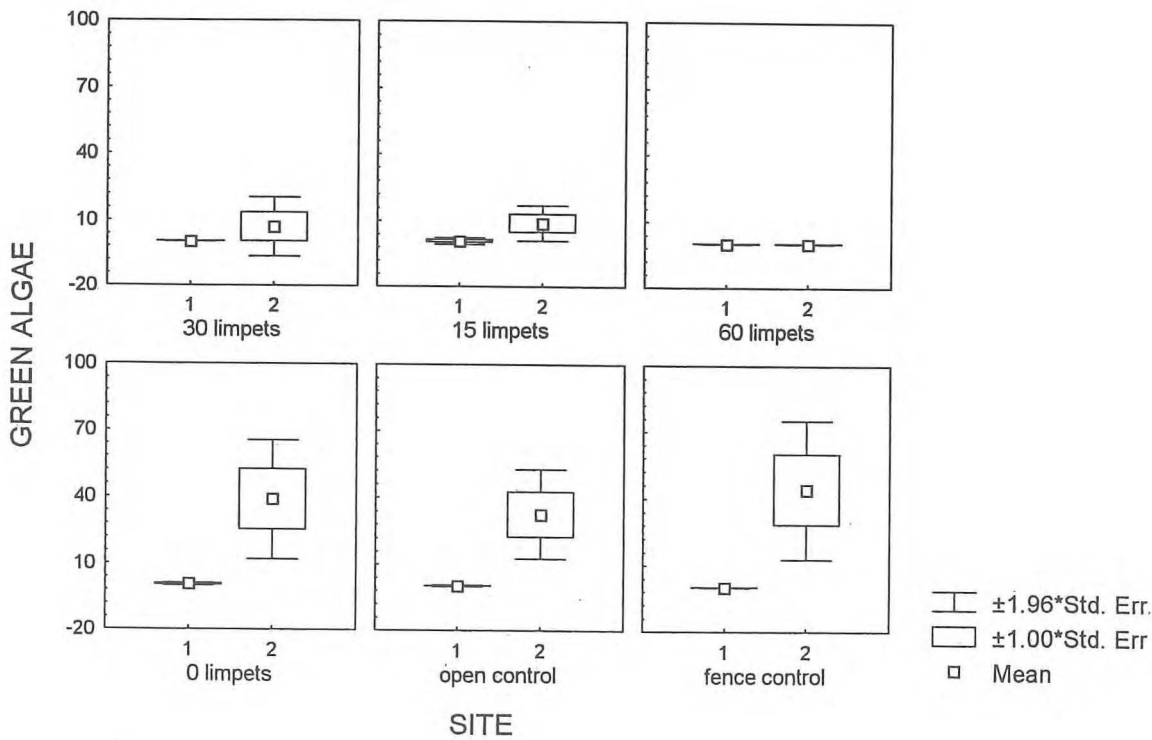 GREEN ALGAE
100
70
40
10
-20
1 2
30 limpets
1 2
15 limpets
1 2
60 limpets
100
70
40
10
-20
1 2
0 limpets
1 2
open control
1 2
fence control
SITE
±1.96*Std. Err.
±1.00*Std. Err
Mean